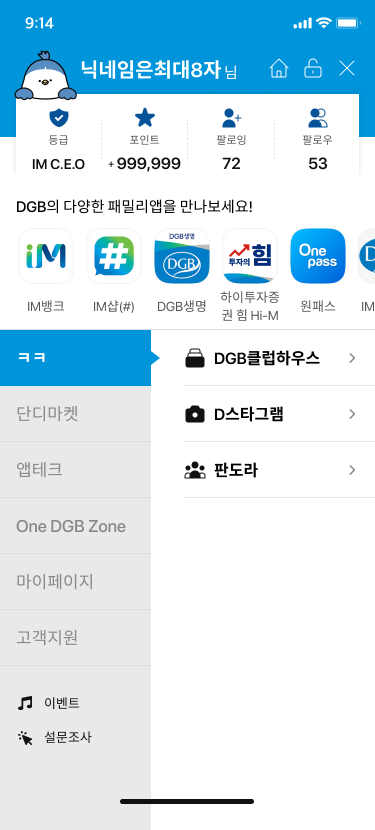 9:14
닉네임은최대8자 님
등급
포인트
팔로잉
팔로우
IM C.E.O
+999,999
72
53
DGB의 다양한 패밀리앱을 만나보세요!
iM
#
DGB생명
DGB
투자의 힘
One pass
IM뱅크
IM샵(#)
DGB생명
하이투자증
권 힘 Hi-M
원패스
IM
ㅋㅋ
단디마켓
앱테크
One DGB Zone
마이페이지
고객지원
이벤트
설문조사
DGB클럽하우스
D스타그램
판도라